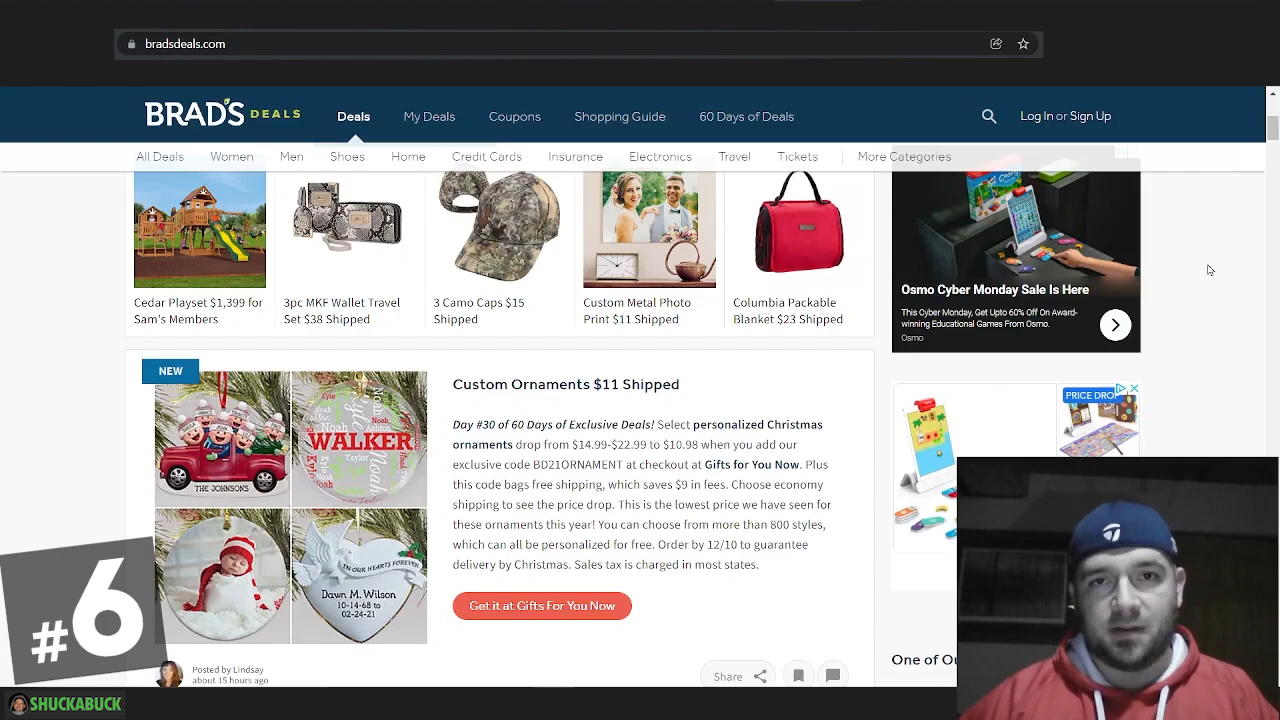 bradsdeals.com
BRAD'S DEALS
Deals
My Deals
Coupons
Shopping Guide
60 Days of Deals
Log In or Sign Up
All Deals
Women
Men
Shoes
Home
Credit Cards
Insurance
Electronics
Travel
Tickets
More Categories
Cedar Playset $1,399 for
Sam's Members
3pc MKF Wallet Travel
Set $38 Shipped
3 Camo Caps $15
Shipped
Custom Metal Photo
Print $11 Shipped
Columbia Packable
Blanket $23 Shipped
Osmo Cyber Monday Sale Is Here
This Cyber Monday, Get Upto 60% Off On Award-
winning Educational Games From Osmo.
Osmo
NEW
THE JOHNSONS
WALKER
Custom Ornaments $11 Shipped
Day #30 of 60 Days of Exclusive Deals! Select personalized Christmas
ornaments drop from $14.99-$22.99 to $10.98 when you add our
exclusive code BD21ORNAMENT at checkout at Gifts for You Now. Plus
this code bags free shipping, which saves $9 in fees. Choose economy
shipping to see the price drop. This is the lowest price we have seen for
these ornaments this year! You can choose from more than 800 styles,
which can all be personalized for free. Order by 12/10 to guarantee
delivery by Christmas. Sales tax is charged in most states.
IN OUR HEARTS FOREVER
Dawn M. Wilson
10-14-68 to
02-24-21
Get it at Gifts For You Now
PRICE DROP
Posted by Lindsay
about 15 hours ago
Share
One of Ou
#6
SHUCKABUCK